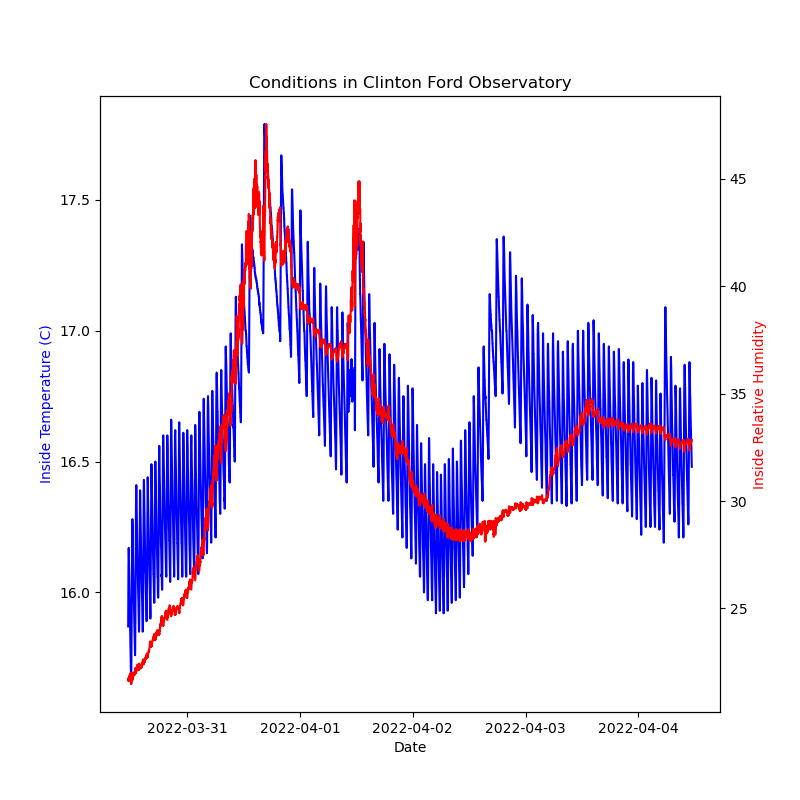 Conditions in Clinton Ford Observatory
Inside Temperature (C)
17.5
17.0
16.5
16.0
45
40
35
30
25
Inside Relative Humidity
2022-03-31 2022-04-01 2022-04-02 2022-04-03 2022-04-04
Date